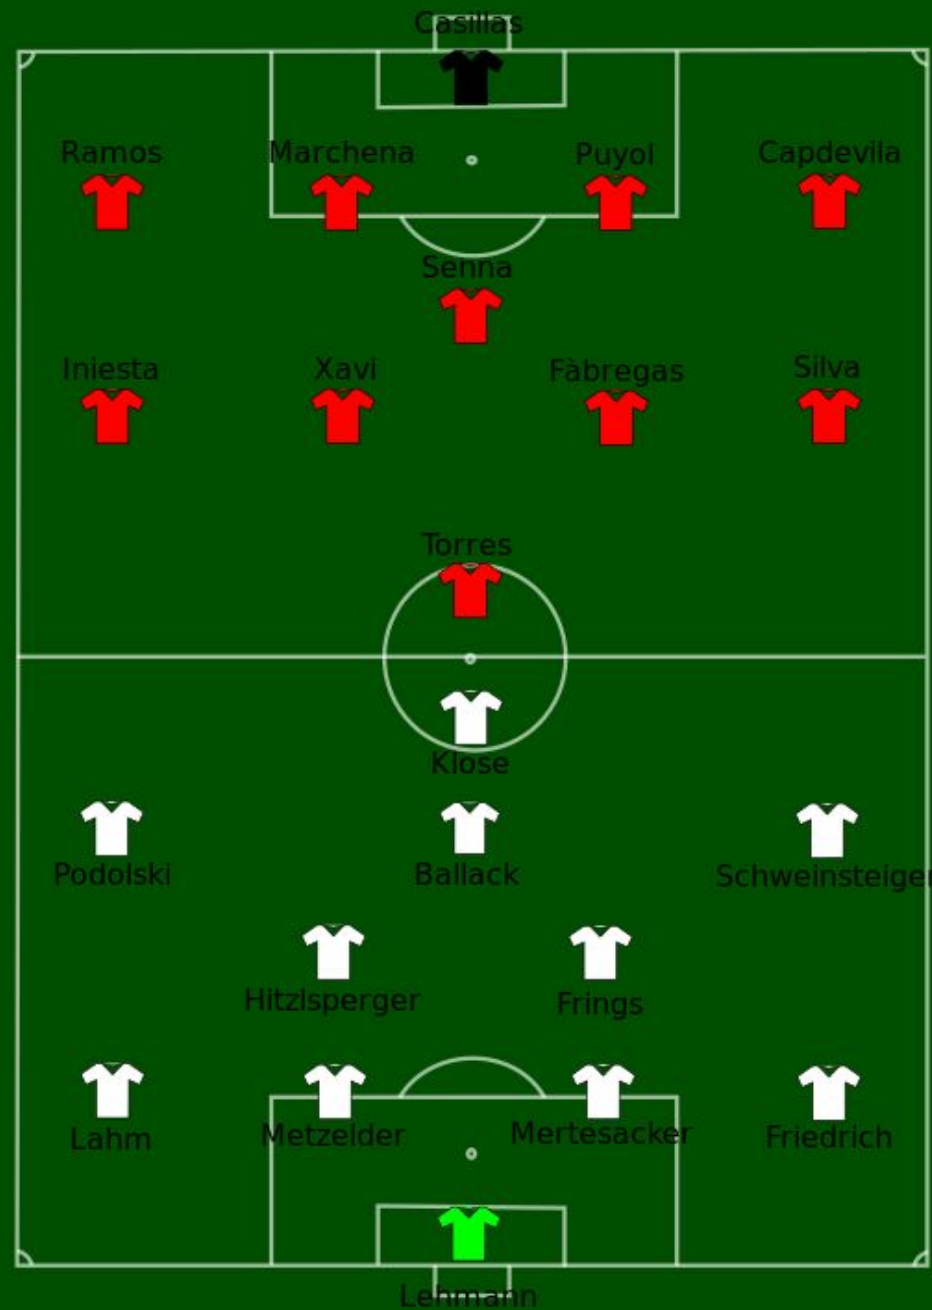 Casillas
Ramos
Marchena
Puyol
Capdevila
Senna
Iniesta
Xavi
Fàbregas
Silva
Torres
Klose
Podolski
Ballack
Schweinsteiger
Hitzlsperger
Frings
Lahm
Metzelder
Mertesacker
Friedrich
Lehmann